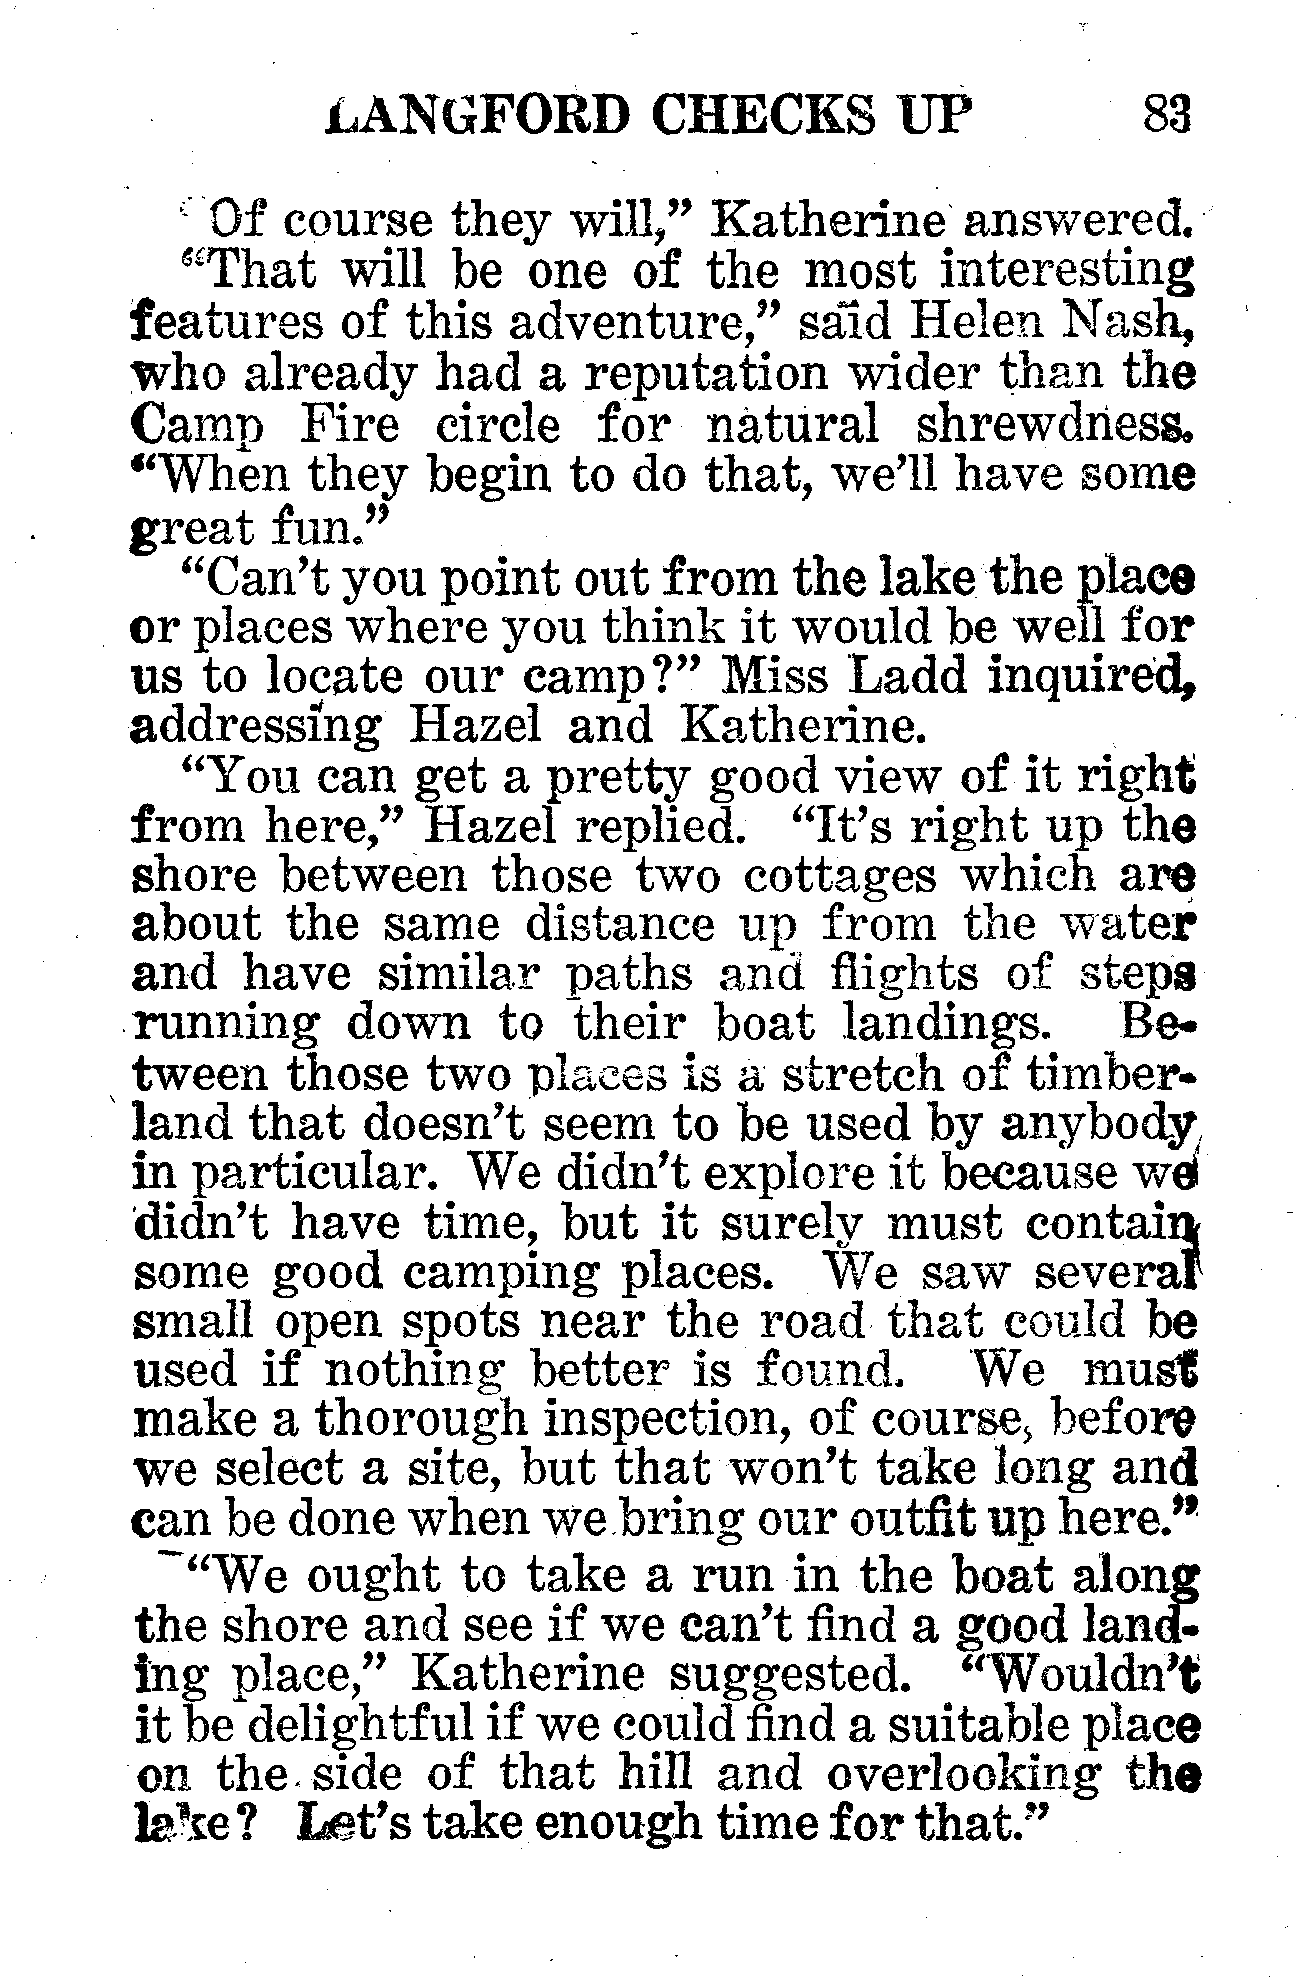 LANGFORD CHECKS UP 83
"Of course they will," Katherine answered.
"That will be one of the most interesting
features of this adventure," said Helen Nash,
who already had a reputation wider than the
Camp Fire circle for natural shrewdness.
"When they begin to do that, we'll have some
great fun."
"Can't you point out from the lake the place
or places where you think it would be well for
us to locate our camp?" Miss Ladd inquired,
addressing Hazel and Katherine.
"You can get a pretty good view of it right
from here," Hazel replied. "It's right up the
shore between those two cottages which are
about the same distance up from the water
and have similar paths and flights of steps
running down to their boat landings. Be-
tween those two places is a stretch of timber-
land that doesn't seem to be used by anybody
in particular. We didn't explore it because we
didn't have time, but it surely must contain
some good camping places. We saw several
small open spots near the road that could be
used if nothing better is found. We must
make a thorough inspection, of course, before
we select a site, but that won't take long and
can be done when we bring our outfit up here."
"We ought to take a run in the boat along
the shore and see if we can't find a good land-
ing place," Katherine suggested. "Wouldn't
it be delightful if we could find a suitable place
on the side of that hill and overlooking the
lake? Let's take enough time for that."